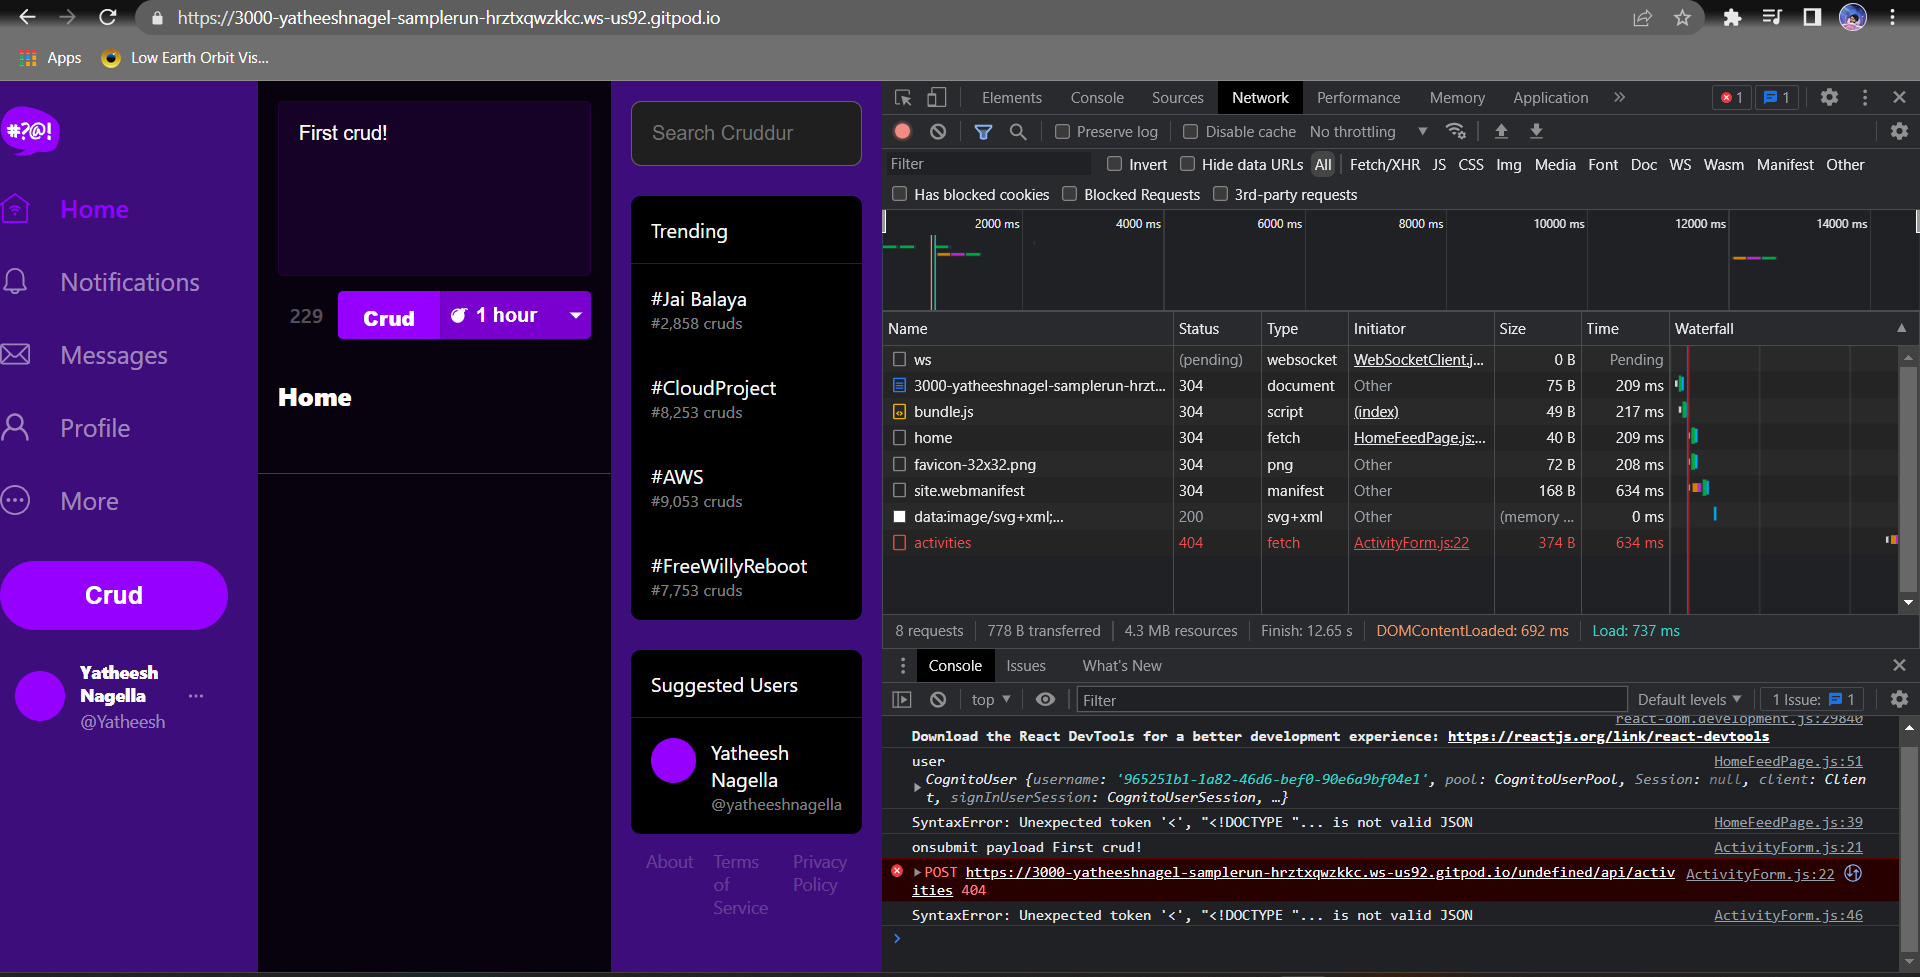 https://3000-yatheeshnagel-samplerun-hrztxqwzkkc.ws-us92.gitpod.io
Apps
Low Earth Orbit Vis...
#?@!
Home
Notifications
Messages
Profile
More
Crud
Yatheesh
Nagella
@Yatheesh
...
First crud!
229
Crud
1 hour
Home
Search Cruddur
Trending
#Jai Balaya
#2,858 cruds
#CloudProject
#8,253 cruds
#AWS
#9,053 cruds
#FreeWillyReboot
#7,753 cruds
Suggested Users
Yatheesh
Nagella
@yatheeshnagella
About
Terms
of
Service
Privacy
Policy
Elements Console Sources Network Performance Memory Application » 1 1
Preserve log Disable cache No throttling
Filter Invert Hide data URLs All Fetch/XHR JS CSS Img Media Font Doc WS Wasm Manifest Other
Has blocked cookies Blocked Requests 3rd-party requests
2000 ms 4000 ms 6000 ms 8000 ms 10000 ms 12000 ms 14000 ms
Name Status Type Initiator Size Time Waterfall
ws (pending) websocket WebSocketClient.j... 0 B Pending
3000-yatheeshnagel-samplerun-hrzt... 304 document Other 75 B 209 ms
bundle.js 304 script (index) 49 B 217 ms
home 304 fetch HomeFeedPage.js:... 40 B 209 ms
favicon-32x32.png 304 png Other 72 B 208 ms
site.webmanifest 304 manifest Other 168 B 634 ms
data:image/svg+xml;... 200 svg+xml Other (memory ... 0 ms
activities 404 fetch ActivityForm.js:22 374 B 634 ms
8 requests 778 B transferred 4.3 MB resources Finish: 12.65 s DOMContentLoaded: 692 ms Load: 737 ms
Console Issues What's New
top Filter Default levels 1 Issue: 1
react-dom.development.js:29840
Download the React DevTools for a better development experience: https://reactjs.org/link/react-devtools
user HomeFeedPage.js:51
CognitoUser {username: '965251b1-1a82-46d6-bef0-90e6a9bf04e1', pool: CognitoUserPool, Session: null, client: Clien
t, signInUserSession: CognitoUserSession, …}
SyntaxError: Unexpected token '<', "<!DOCTYPE "... is not valid JSON HomeFeedPage.js:39
onsubmit payload First crud! ActivityForm.js:21
POST https://3000-yatheeshnagel-samplerun-hrztxqwzkkc.ws-us92.gitpod.io/undefined/api/activ ActivityForm.js:22
ities 404
SyntaxError: Unexpected token '<', "<!DOCTYPE "... is not valid JSON ActivityForm.js:46